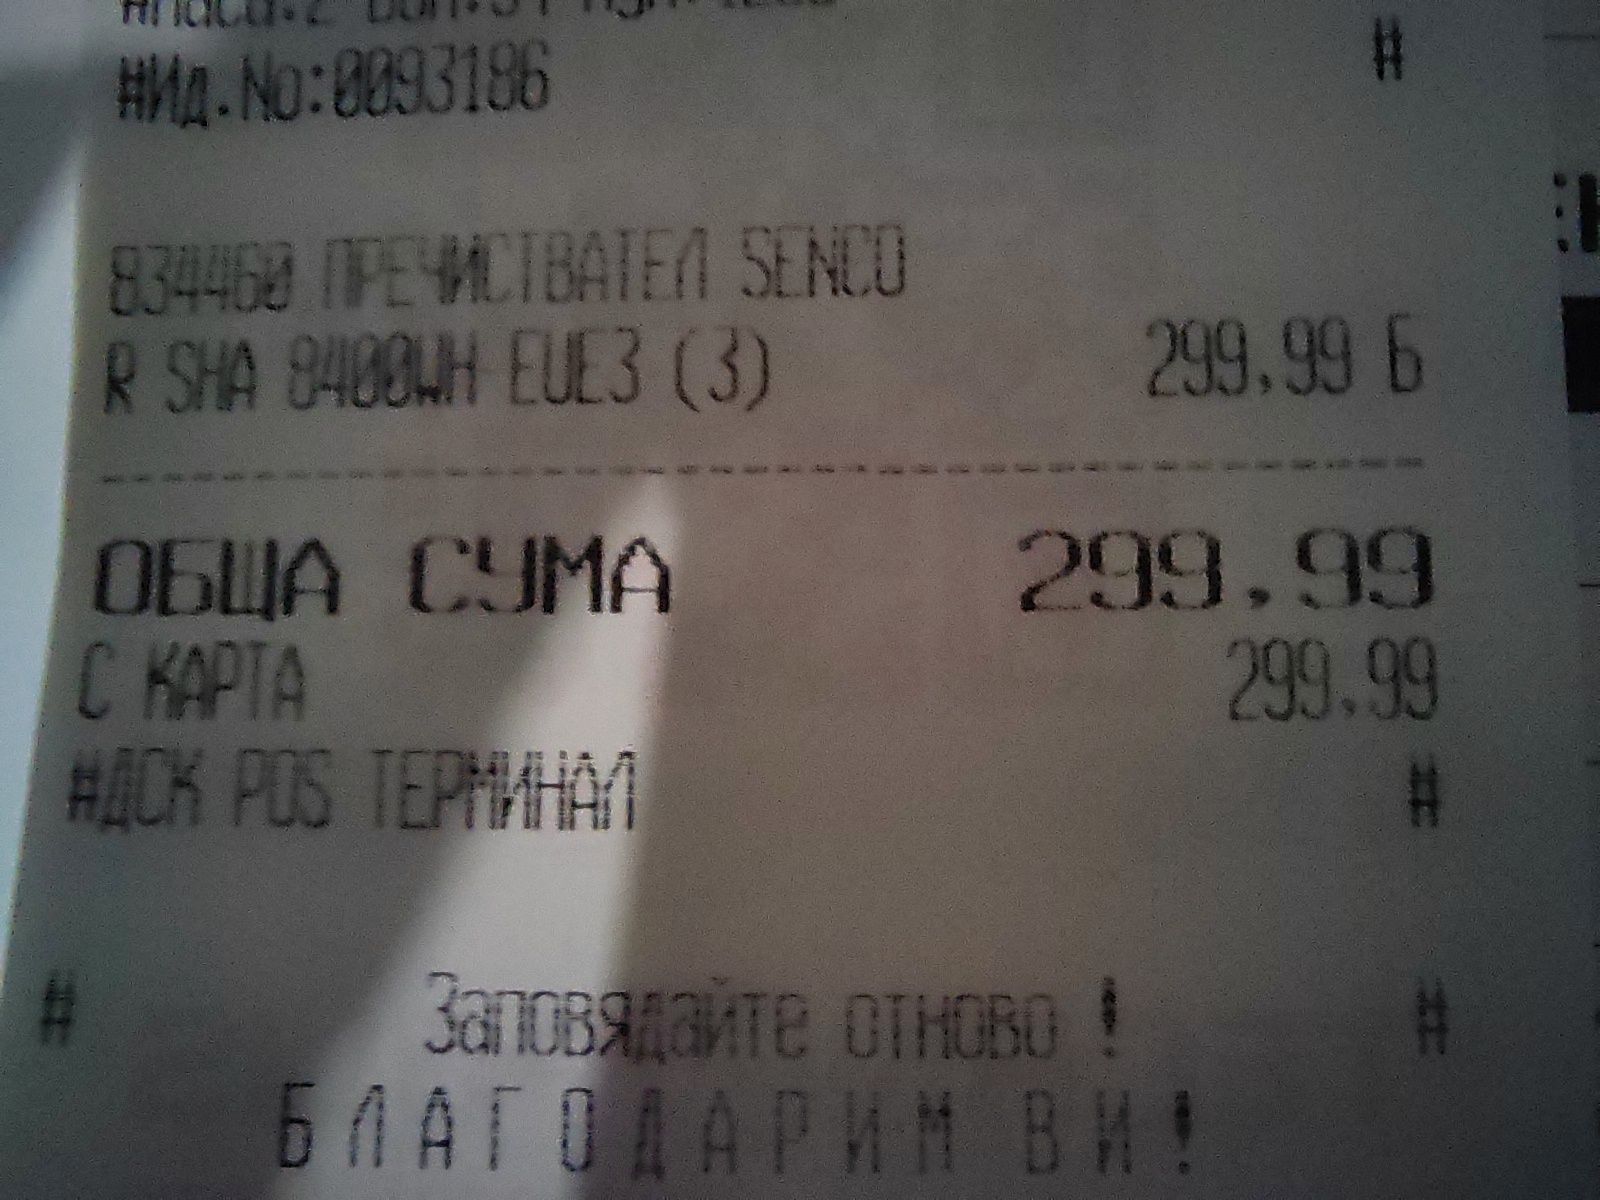 #
#Ид.No:0093186
834460 ПРЕЧИСТВАТЕЛ SENCO
R SHA 8400WH EUE3 (3) 299.99 Б
ОБЩА СУМА 299.99
С КАРТА 299.99
#ДСК POS ТЕРМИНАЛ #
# Заповядайте отново ! #
БЛАГОДАРИМ ВИ!